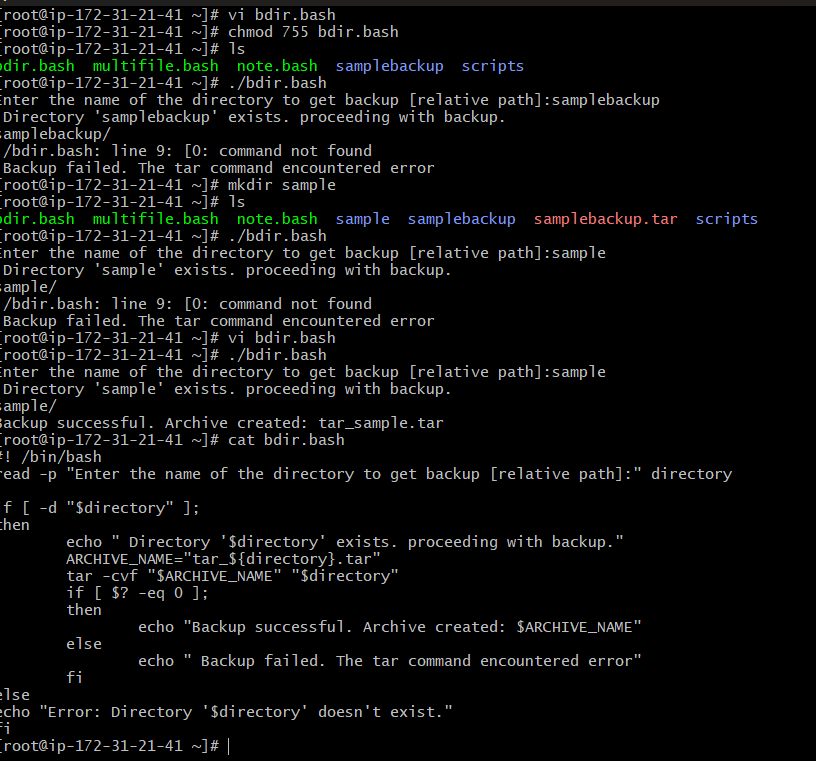 [root@ip-172-31-21-41 ~]# vi bdir.bash
[root@ip-172-31-21-41 ~]# chmod 755 bdir.bash
[root@ip-172-31-21-41 ~]# ls
bdir.bash  multifile.bash  note.bash  samplebackup  scripts
[root@ip-172-31-21-41 ~]# ./bdir.bash
Enter the name of the directory to get backup [relative path]:samplebackup
 Directory 'samplebackup' exists. proceeding with backup.
samplebackup/
./bdir.bash: line 9: [0: command not found
 Backup failed. The tar command encountered error
[root@ip-172-31-21-41 ~]# mkdir sample
[root@ip-172-31-21-41 ~]# ls
bdir.bash  multifile.bash  note.bash  sample  samplebackup  samplebackup.tar  scripts
[root@ip-172-31-21-41 ~]# ./bdir.bash
Enter the name of the directory to get backup [relative path]:sample
 Directory 'sample' exists. proceeding with backup.
sample/
./bdir.bash: line 9: [0: command not found
 Backup failed. The tar command encountered error
[root@ip-172-31-21-41 ~]# vi bdir.bash
[root@ip-172-31-21-41 ~]# ./bdir.bash
Enter the name of the directory to get backup [relative path]:sample
 Directory 'sample' exists. proceeding with backup.
sample/
Backup successful. Archive created: tar_sample.tar
[root@ip-172-31-21-41 ~]# cat bdir.bash
#! /bin/bash
read -p "Enter the name of the directory to get backup [relative path]:" directory
if [ -d "$directory" ];
then
        echo " Directory '$directory' exists. proceeding with backup."
        ARCHIVE_NAME="tar_${directory}.tar"
        tar -cvf "$ARCHIVE_NAME" "$directory"
        if [ $? -eq 0 ];
        then
                echo "Backup successful. Archive created: $ARCHIVE_NAME"
        else
                echo " Backup failed. The tar command encountered error"
        fi
else
echo "Error: Directory '$directory' doesn't exist."
fi
[root@ip-172-31-21-41 ~]#